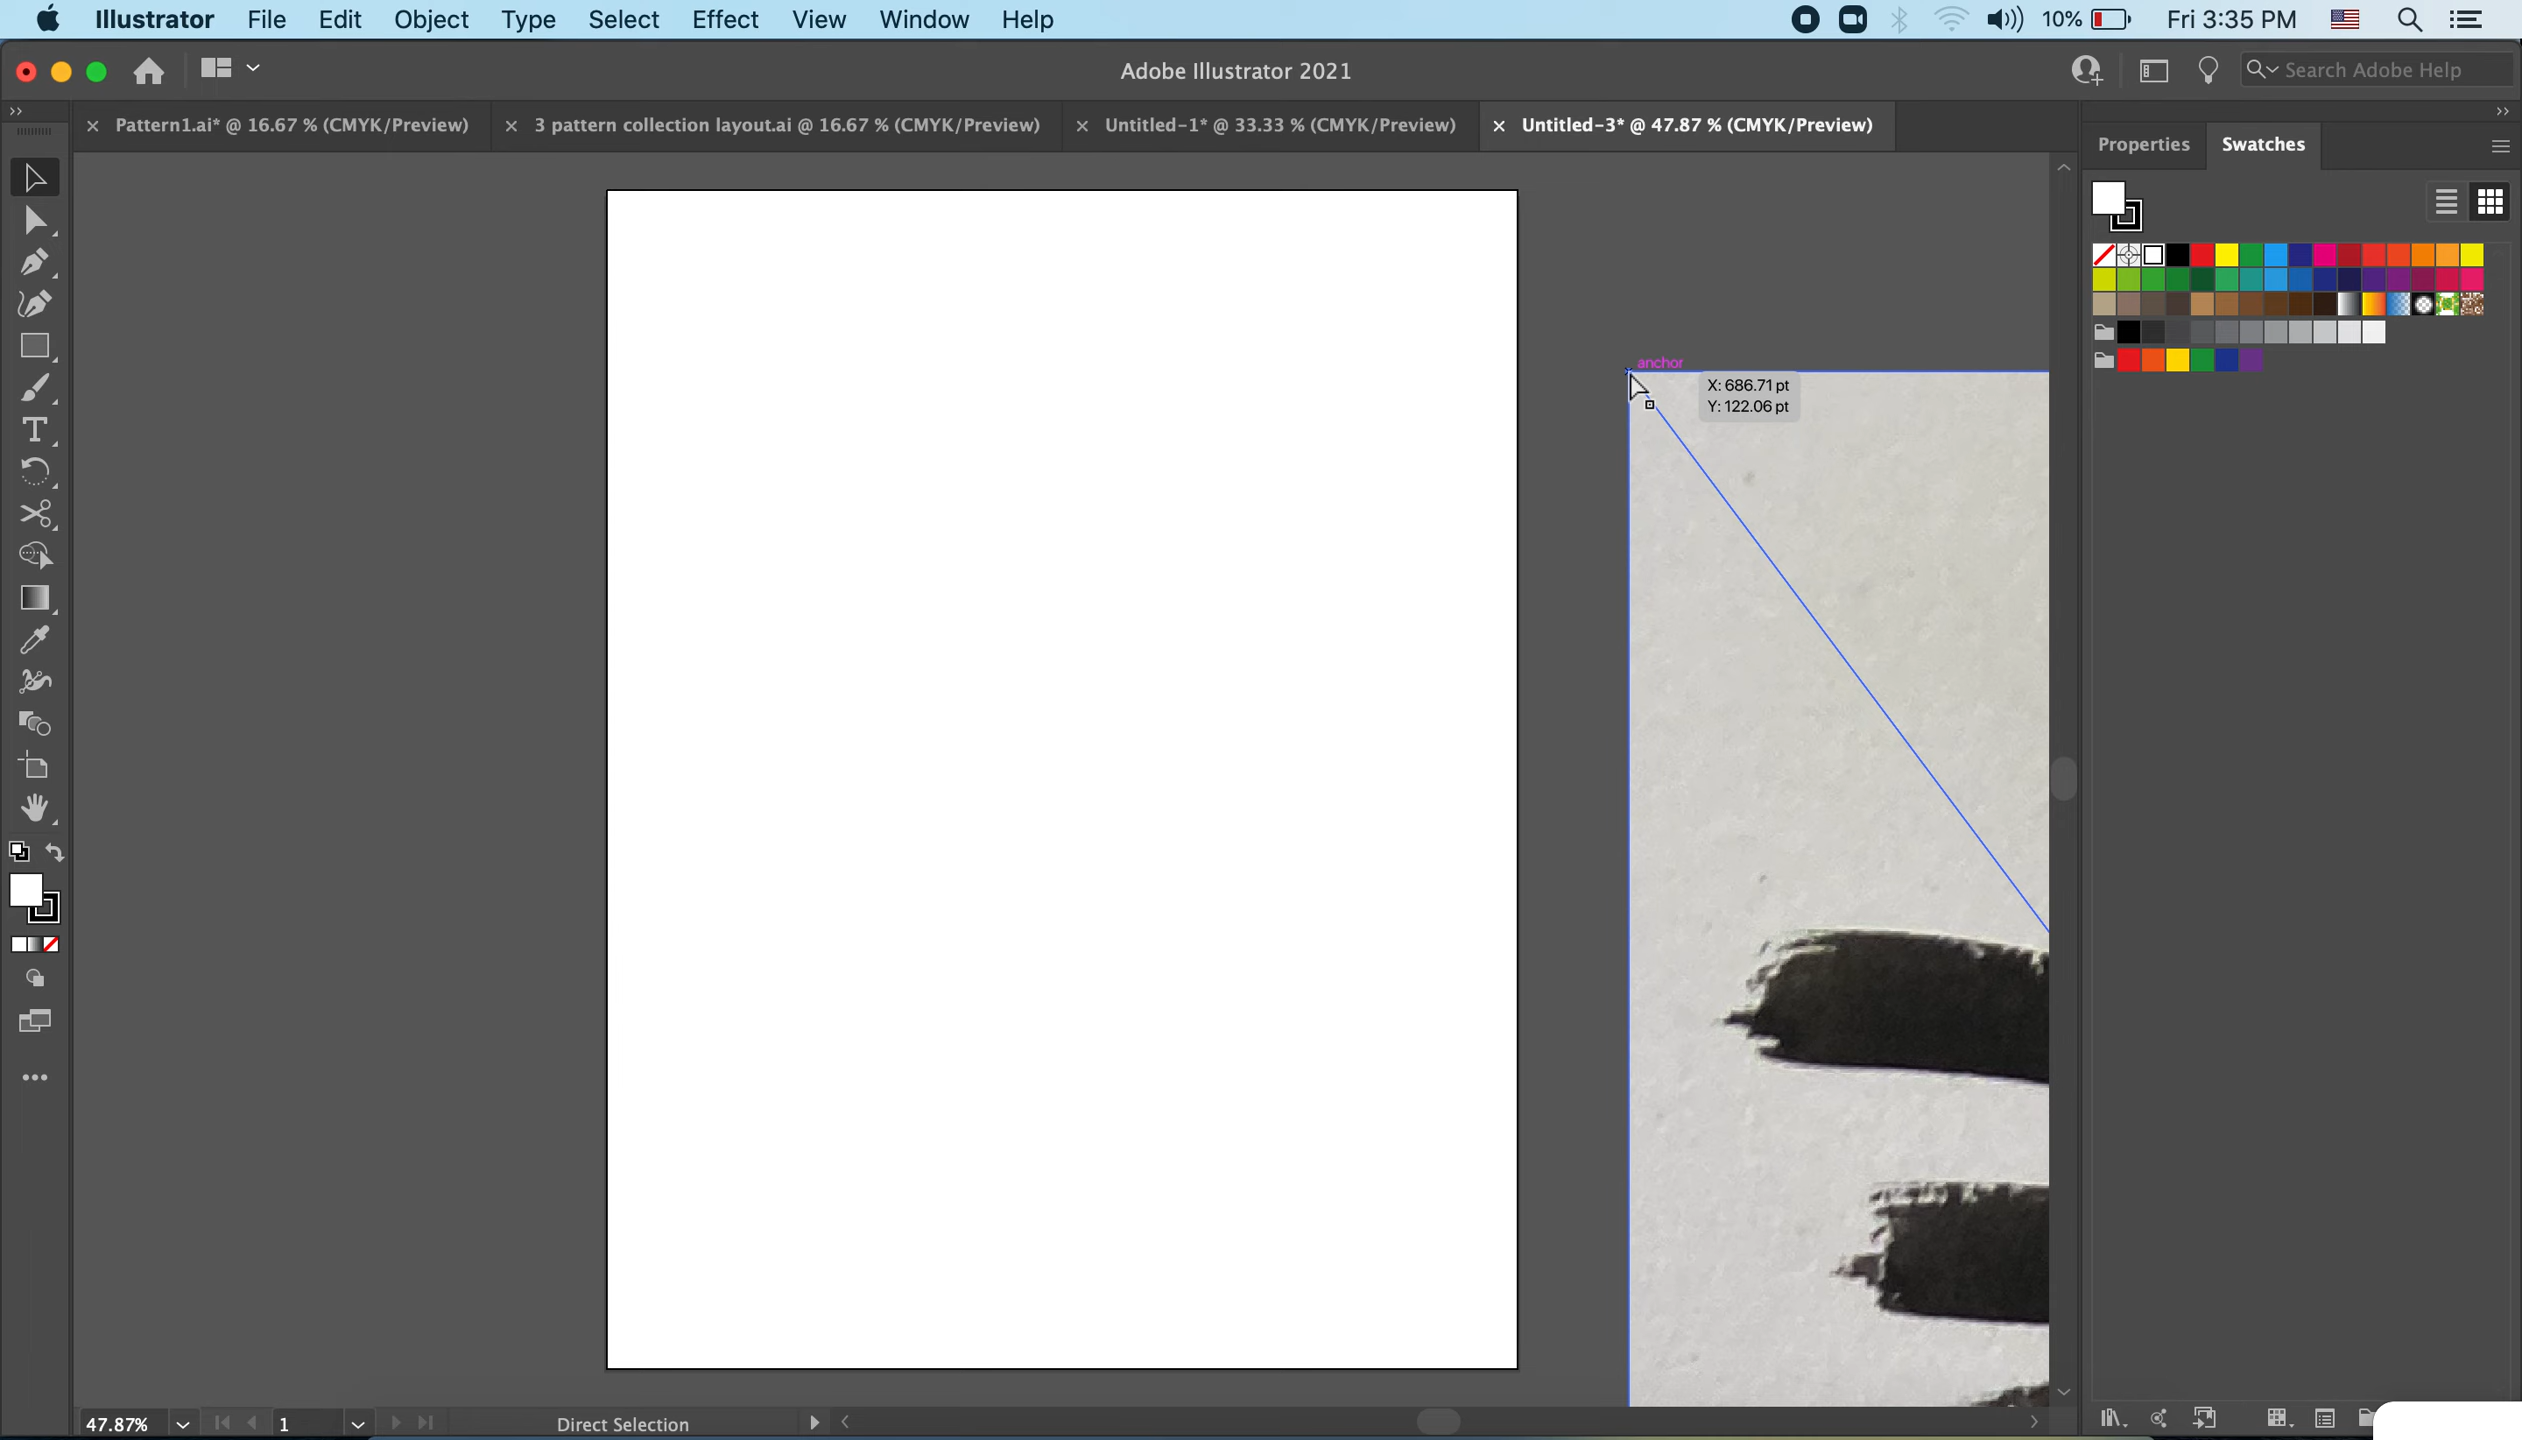 Illustrator File Edit Object Type Select Effect View Window Help 10% Fri 3:35 PM
Adobe Illustrator 2021 Search Adobe Help
Pattern1.ai* @ 16.67 % (CMYK/Preview) 3 pattern collection layout.ai @ 16.67 % (CMYK/Preview) Untitled-1* @ 33.33 % (CMYK/Preview) Untitled-3* @ 47.87 % (CMYK/Preview)
Properties Swatches
anchor
X: 686.71 pt
Y: 122.06 pt
47.87% 1 Direct Selection